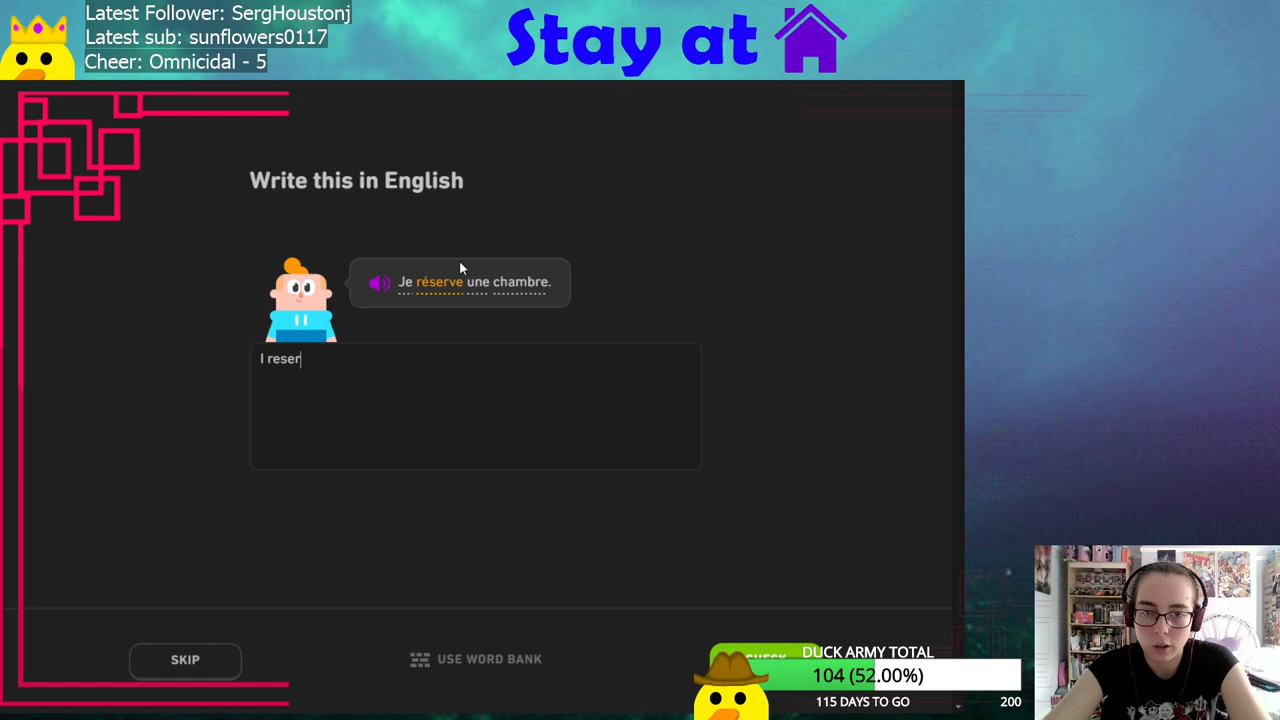 Latest Follower: SergHoustonj
Latest sub: sunflowers0117
Cheer: Omnicidal - 5
Stay at
Write this in English
Je réserve une chambre.
I reser
SKIP
USE WORD BANK
CHECK
DUCK ARMY TOTAL
104 (52.00%)
115 DAYS TO GO
200